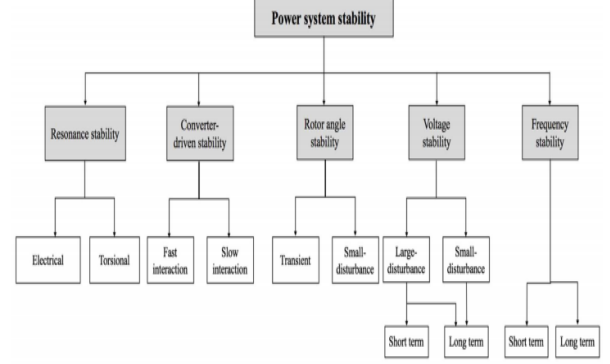 Power system stability
Resonance stability
Converter-
driven stability
Rotor angle
stability
Voltage
stability
Frequency
stability
Electrical
Torsional
Fast
interaction
Slow
interaction
Transient
Small-
disturbance
Large-
disturbance
Small-
disturbance
Short term
Long term
Short term
Long term